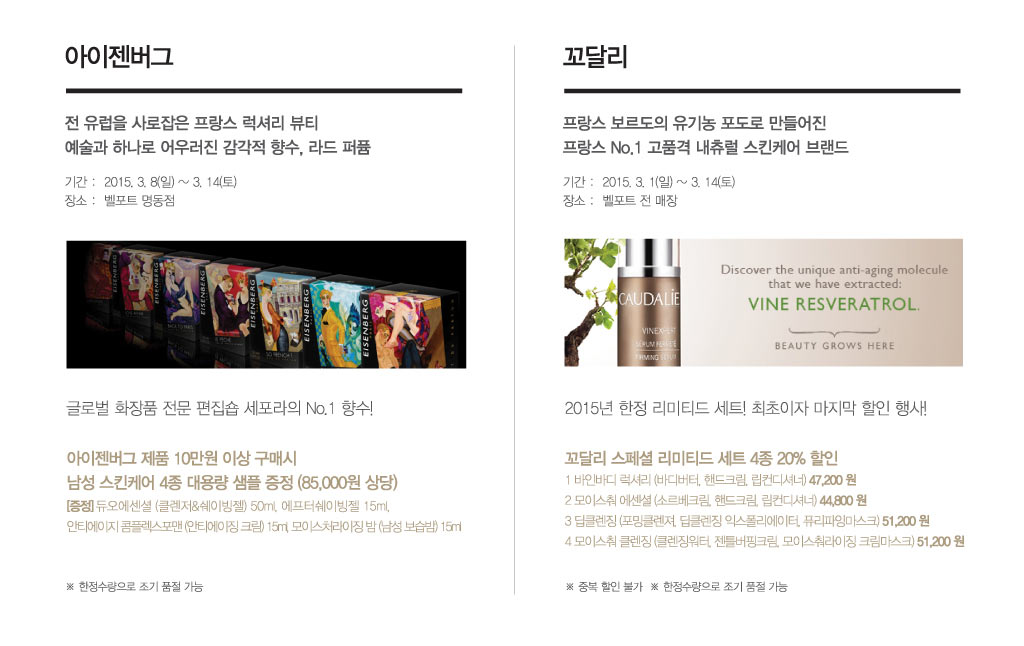 아이젠버그
전 유럽을 사로잡은 프랑스 럭셔리 뷰티
예술과 하나로 어우러진 감각적 향수, 라드 퍼퓸
기간 : 2015. 3. 8(일) ~ 3. 14(토)
장소 : 벨포트 명동점
EISENBERG
EISENBERG
EISENBERG
EISENBERG
EISENBERG
EISENBERG
글로벌 화장품 전문 편집숍 세포라의 No.1 향수!
아이젠버그 제품 10만원 이상 구매시
남성 스킨케어 4종 대용량 샘플 증정 (85,000원 상당)
[증정] 듀오에센셜 (클렌저&쉐이빙젤) 50ml, 에프터쉐이빙젤 15ml,
안티에이지 콤플렉스포맨 (안티에이징 크림) 15ml, 모이스처라이징 밤 (남성 보습밤) 15ml
※ 한정수량으로 조기 품절 가능
꼬달리
프랑스 보르도의 유기농 포도로 만들어진
프랑스 No.1 고품격 내츄럴 스킨케어 브랜드
기간 : 2015. 3. 1(일) ~ 3. 14(토)
장소 : 벨포트 전 매장
CAUDALIE
VINEXPERT
FIRMING SERUM
Discover the unique anti-aging molecule
that we have extracted:
VINE RESVERATROL.
BEAUTY GROWS HERE
2015년 한정 리미티드 세트! 최초이자 마지막 할인 행사!
꼬달리 스페셜 리미티드 세트 4종 20% 할인
1 바인바디 럭셔리 (바디버터, 핸드크림, 립컨디셔너) 47,200 원
2 모이스춰 에센셜 (소르베크림, 핸드크림, 립컨디셔너) 44,800 원
3 딥클렌징 (포밍클렌져, 딥클렌징 익스폴리에이터, 퓨리파잉마스크) 51,200 원
4 모이스춰 클렌징 (클렌징워터, 젠틀버핑크림, 모이스춰라이징 크림마스크) 51,200 원
※ 중복 할인 불가 ※ 한정수량으로 조기 품절 가능